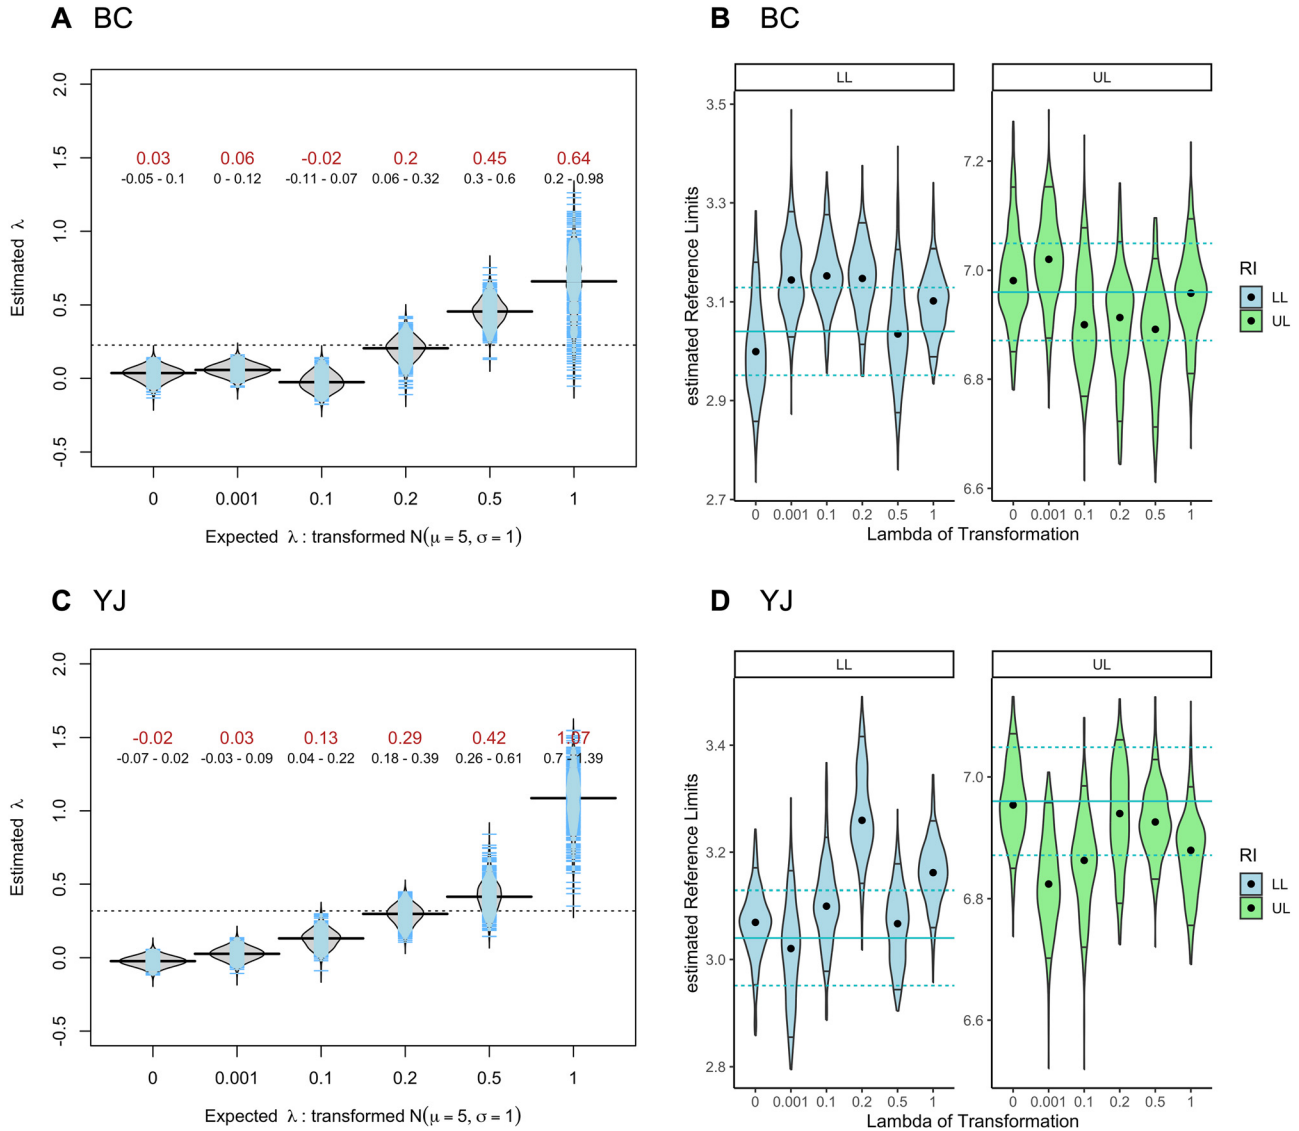 A BC
2.0
1.5
1.0
0.5
0.0
-0.5
Estimated λ
0.03 0.06 -0.02 0.2 0.45 0.64
-0.05 - 0.1 0 - 0.12 -0.11 - 0.07 0.06 - 0.32 0.3 - 0.6 0.2 - 0.98
0 0.001 0.1 0.2 0.5 1
Expected λ : transformed N(μ = 5, σ = 1)
B BC
LL UL
3.5
3.3
3.1
2.9
2.7
estimated Reference Limits
7.2
7.0
6.8
6.6
0 0.001 0.1 0.2 0.5 1 0 0.001 0.1 0.2 0.5 1
Lambda of Transformation
RI
LL
UL
C YJ
2.0
1.5
1.0
0.5
0.0
-0.5
Estimated λ
-0.02 0.03 0.13 0.29 0.42 1.07
-0.07 - 0.02 -0.03 - 0.09 0.04 - 0.22 0.18 - 0.39 0.26 - 0.61 0.7 - 1.39
0 0.001 0.1 0.2 0.5 1
Expected λ : transformed N(μ = 5, σ = 1)
D YJ
LL UL
3.4
3.2
3.0
2.8
estimated Reference Limits
7.0
6.8
6.6
0 0.001 0.1 0.2 0.5 1 0 0.001 0.1 0.2 0.5 1
Lambda of Transformation
RI
LL
UL